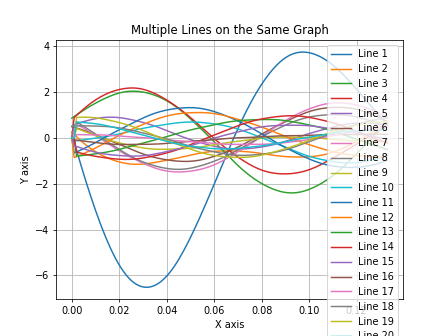 Multiple Lines on the Same Graph
Y axis
4
2
0
−2
−4
−6
0.00
0.02
0.04
0.06
0.08
0.10
X axis
Line 1
Line 2
Line 3
Line 4
Line 5
Line 6
Line 7
Line 8
Line 9
Line 10
Line 11
Line 12
Line 13
Line 14
Line 15
Line 16
Line 17
Line 18
Line 19
Line 20